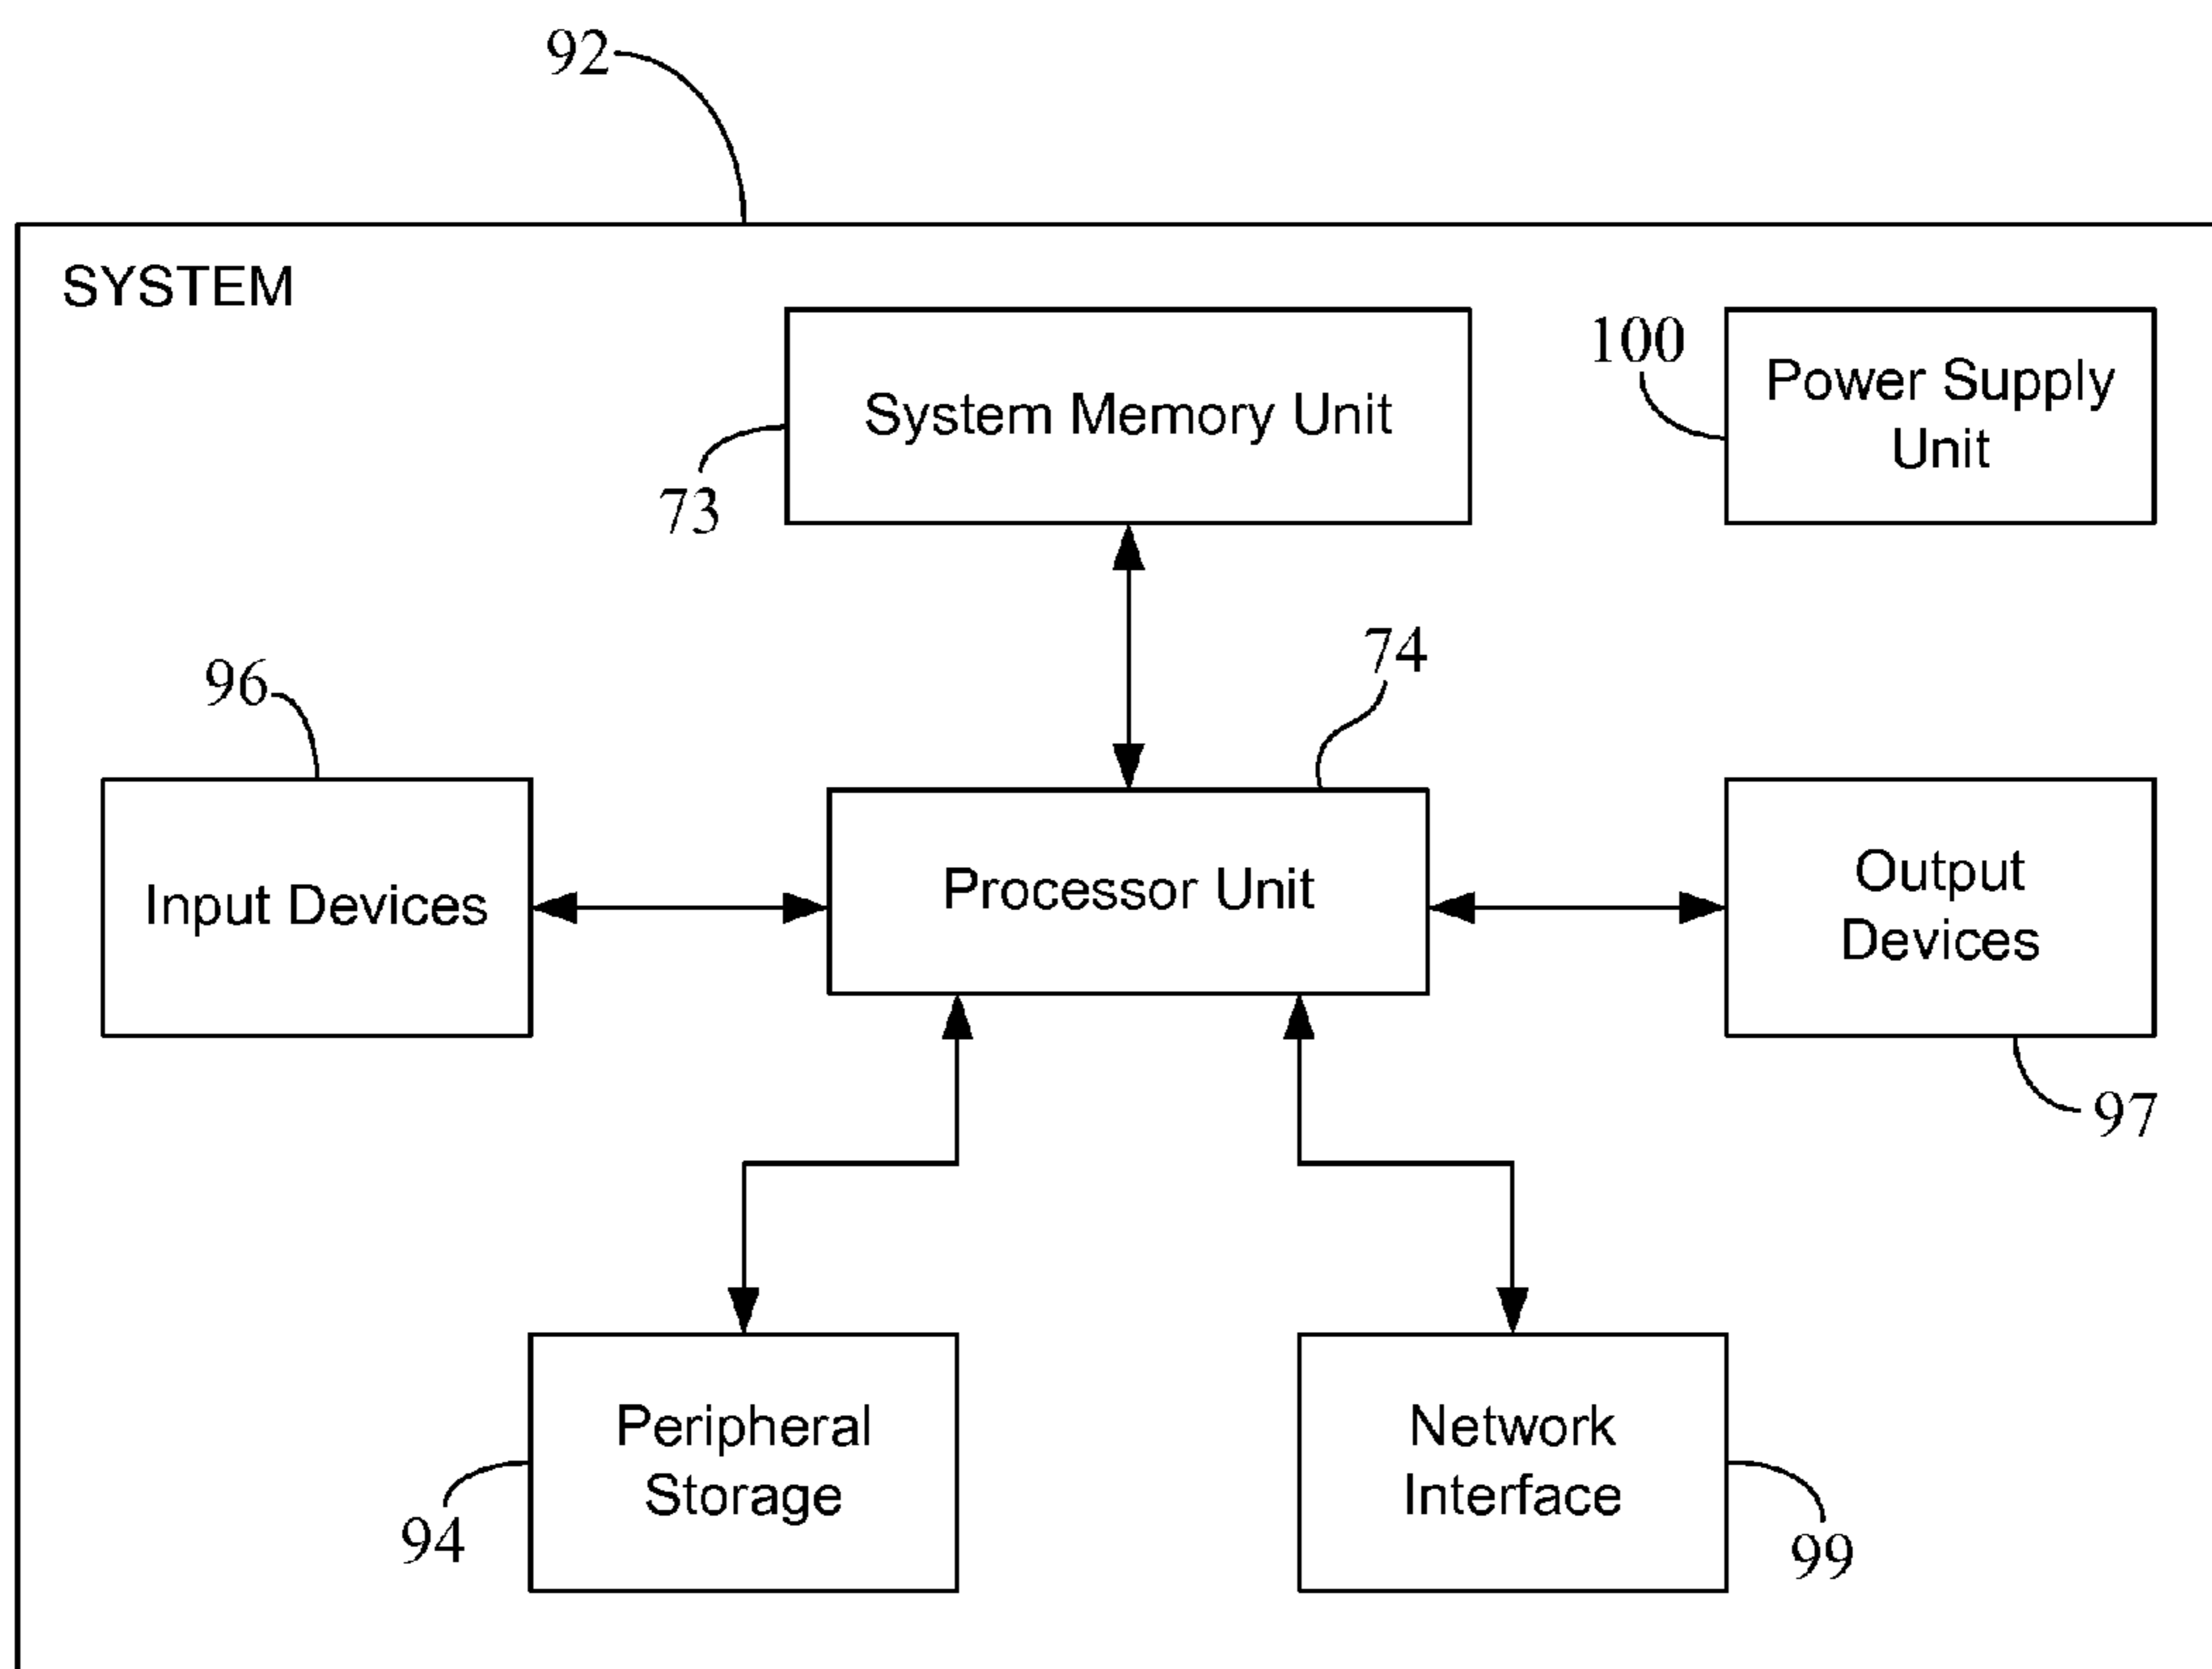 92
SYSTEM
System Memory Unit
73
100
Power Supply
Unit
96
Input Devices
74
Processor Unit
Output
Devices
97
Peripheral
Storage
94
Network
Interface
99